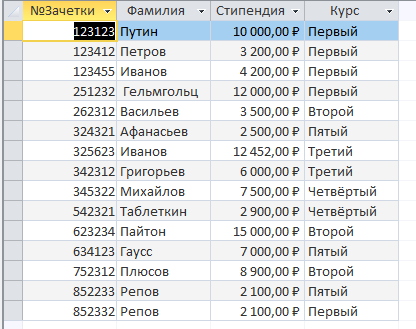 №Зачетки Фамилия Стипендия Курс
123123 Путин 10 000,00 ₽ Первый
123412 Петров 3 200,00 ₽ Первый
123455 Иванов 4 200,00 ₽ Первый
251232 Гельмгольц 12 000,00 ₽ Первый
262312 Васильев 3 500,00 ₽ Второй
324321 Афанасьев 2 500,00 ₽ Пятый
325623 Иванов 12 452,00 ₽ Третий
342312 Григорьев 6 000,00 ₽ Третий
345322 Михайлов 7 500,00 ₽ Четвёртый
542321 Таблеткин 2 900,00 ₽ Четвёртый
623234 Пайтон 15 000,00 ₽ Второй
634123 Гаусс 7 000,00 ₽ Пятый
752312 Плюсов 8 900,00 ₽ Второй
852233 Репов 2 100,00 ₽ Пятый
852332 Репов 2 100,00 ₽ Первый